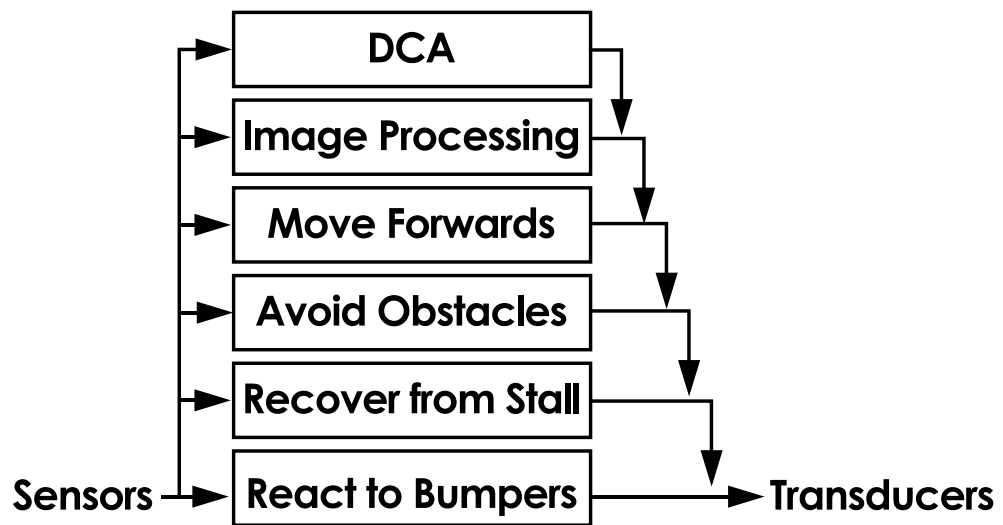 DCA
Image Processing
Move Forwards
Avoid Obstacles
Recover from Stall
Sensors
React to Bumpers
Transducers